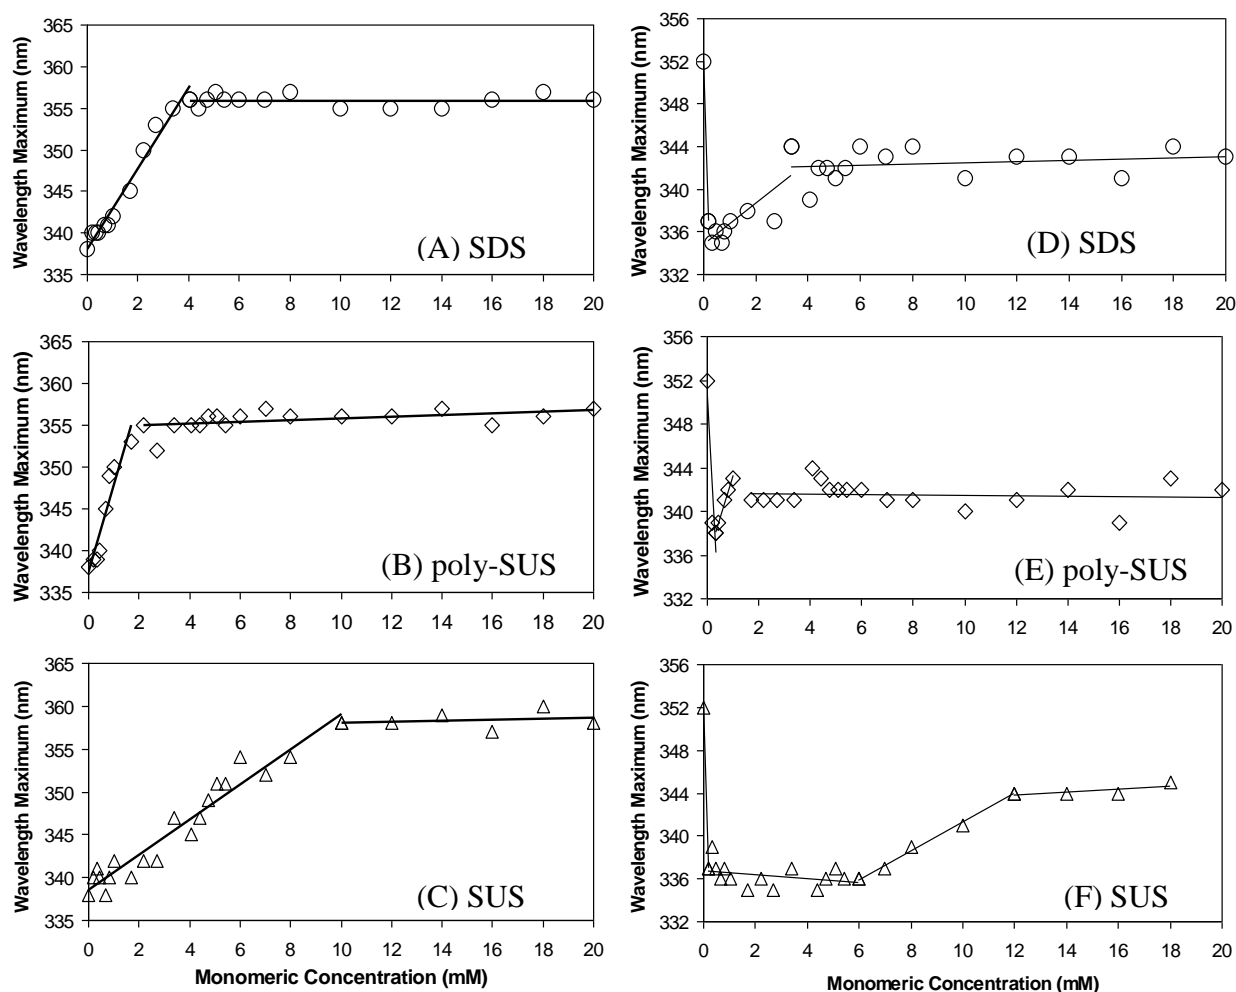 Wavelength Maximum (nm)
365
360
355
350
345
340
335
0 2 4 6 8 10 12 14 16 18 20
(A) SDS
Wavelength Maximum (nm)
356
352
348
344
340
336
332
0 2 4 6 8 10 12 14 16 18 20
(D) SDS
Wavelength Maximum (nm)
365
360
355
350
345
340
335
0 2 4 6 8 10 12 14 16 18 20
(B) poly-SUS
Wavelength Maximum (nm)
356
352
348
344
340
336
332
0 2 4 6 8 10 12 14 16 18 20
(E) poly-SUS
Wavelength Maximum (nm)
365
360
355
350
345
340
335
0 2 4 6 8 10 12 14 16 18 20
(C) SUS
Monomeric Concentration (mM)
Wavelength Maximum (nm)
356
352
348
344
340
336
332
0 2 4 6 8 10 12 14 16 18 20
(F) SUS
Monomeric Concentration (mM)